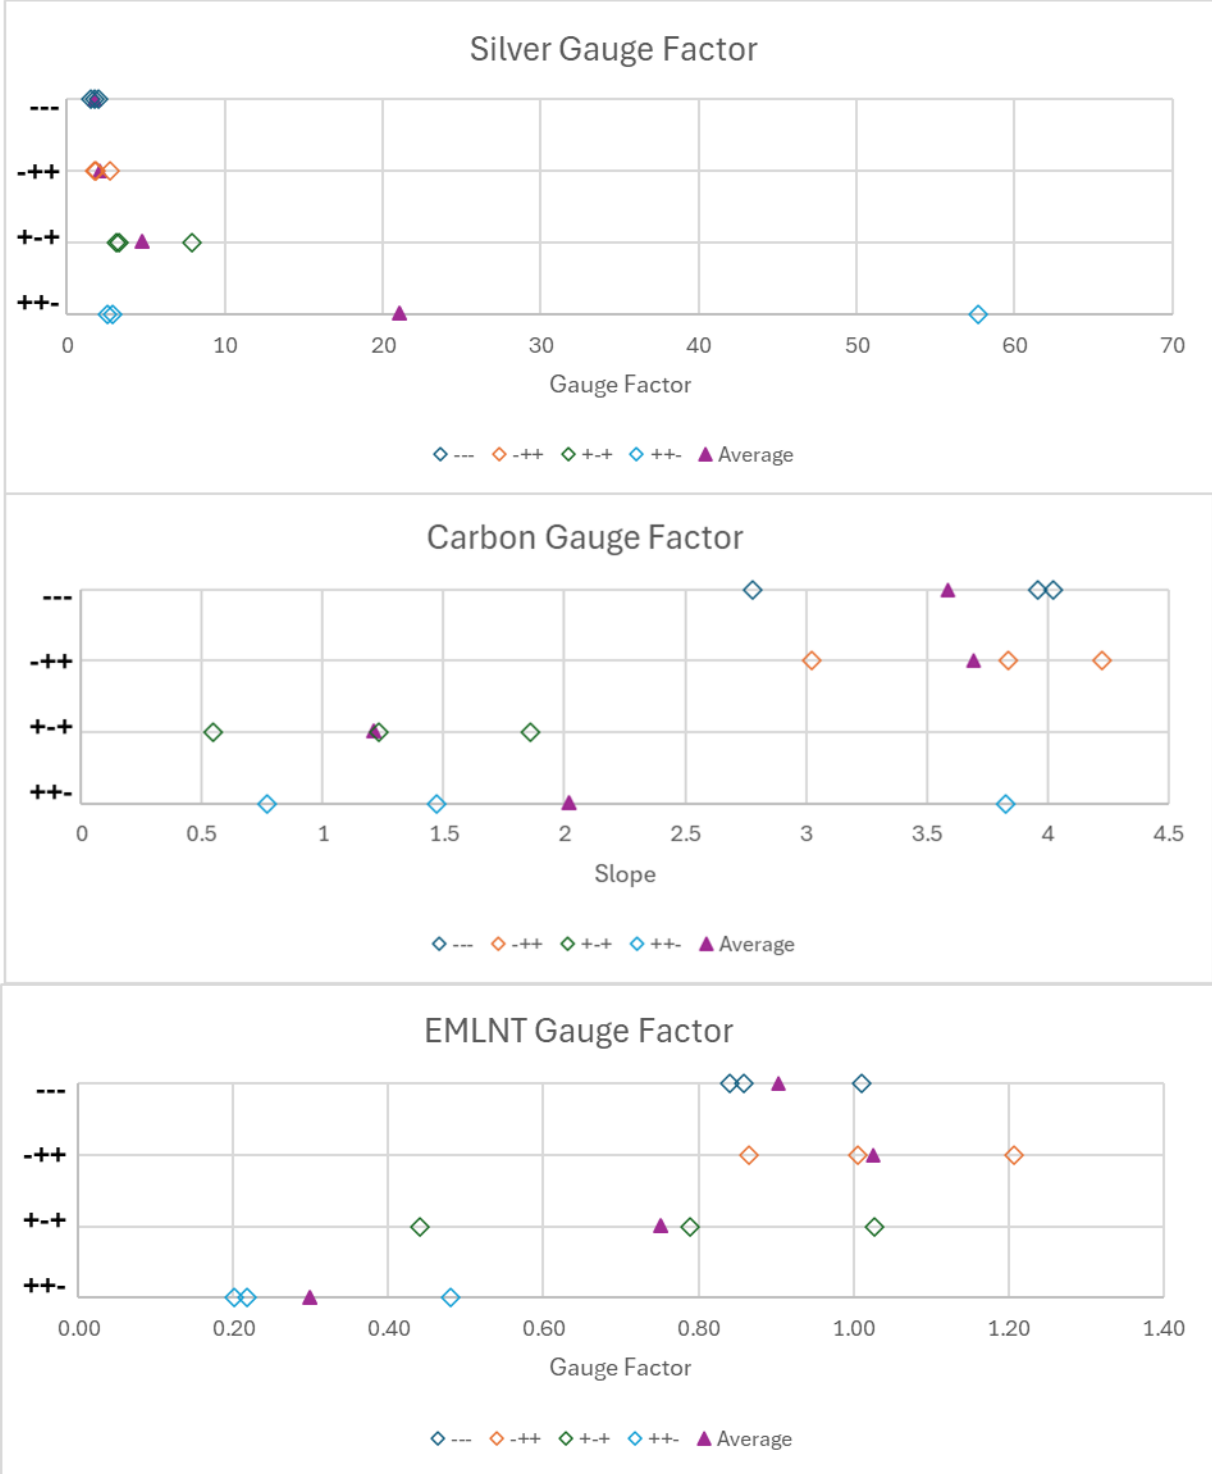 Silver Gauge Factor
---
-++
+-+
++-
0 10 20 30 40 50 60 70
Gauge Factor
--- -++ +-+ ++- Average
Carbon Gauge Factor
---
-++
+-+
++-
0 0.5 1 1.5 2 2.5 3 3.5 4 4.5
Slope
--- -++ +-+ ++- Average
EMLNT Gauge Factor
---
-++
+-+
++-
0.00 0.20 0.40 0.60 0.80 1.00 1.20 1.40
Gauge Factor
--- -++ +-+ ++- Average